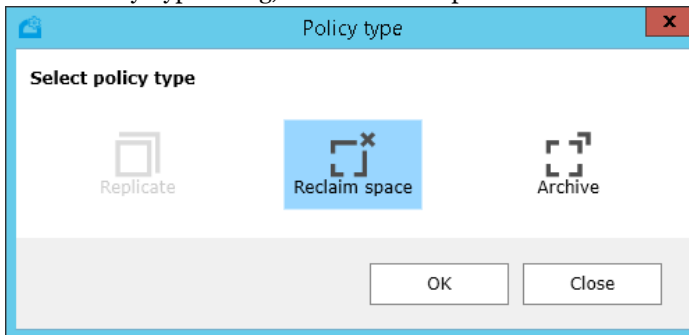 Policy type
x
Select policy type
Replicate
Reclaim space
Archive
OK
Close